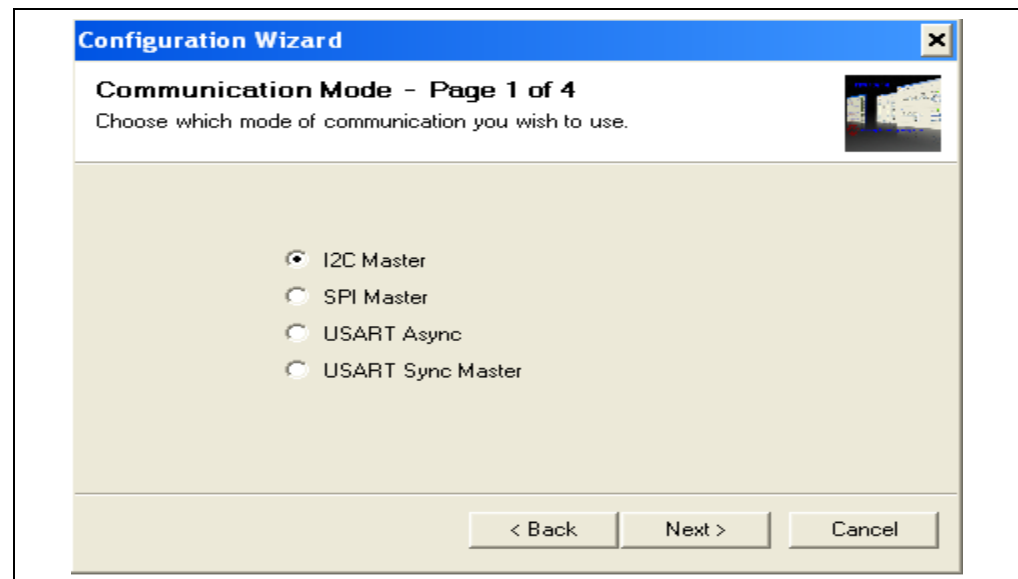 Configuration Wizard
Communication Mode - Page 1 of 4
Choose which mode of communication you wish to use.
I2C Master
SPI Master
USART Async
USART Sync Master
< Back
Next >
Cancel